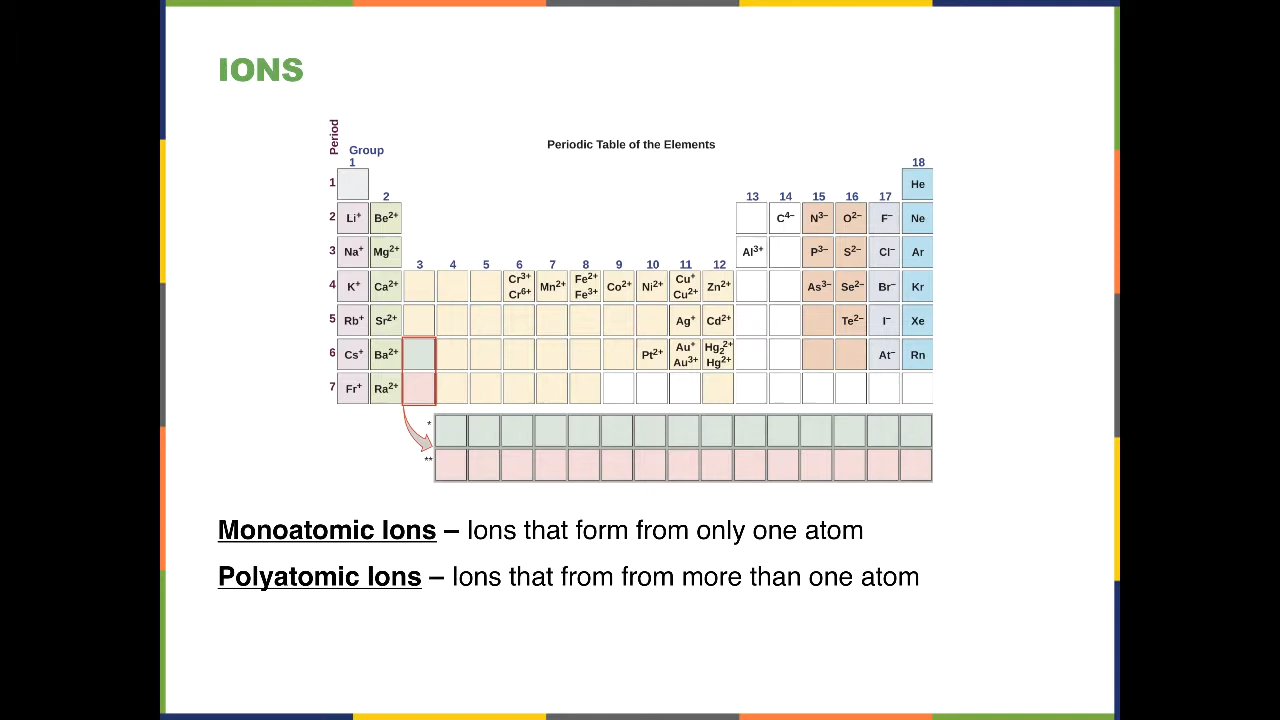 IONS
Periodic Table of the Elements
Period
Group
1 18
1 He
2 13 14 15 16 17
2 Li⁺ Be²⁺ C⁴⁻ N³⁻ O²⁻ F⁻ Ne
3 Na⁺ Mg²⁺ Al³⁺ P³⁻ S²⁻ Cl⁻ Ar
3 4 5 6 7 8 9 10 11 12
4 K⁺ Ca²⁺ Cr³⁺ Cr⁶⁺ Mn²⁺ Fe²⁺ Fe³⁺ Co²⁺ Ni²⁺ Cu⁺ Cu²⁺ Zn²⁺ As³⁻ Se²⁻ Br⁻ Kr
5 Rb⁺ Sr²⁺ Ag⁺ Cd²⁺ Te²⁻ I⁻ Xe
6 Cs⁺ Ba²⁺ Pt²⁺ Au⁺ Au³⁺ Hg₂²⁺ Hg²⁺ At⁻ Rn
7 Fr⁺ Ra²⁺
*
**
Monoatomic Ions – Ions that form from only one atom
Polyatomic Ions – Ions that from from more than one atom